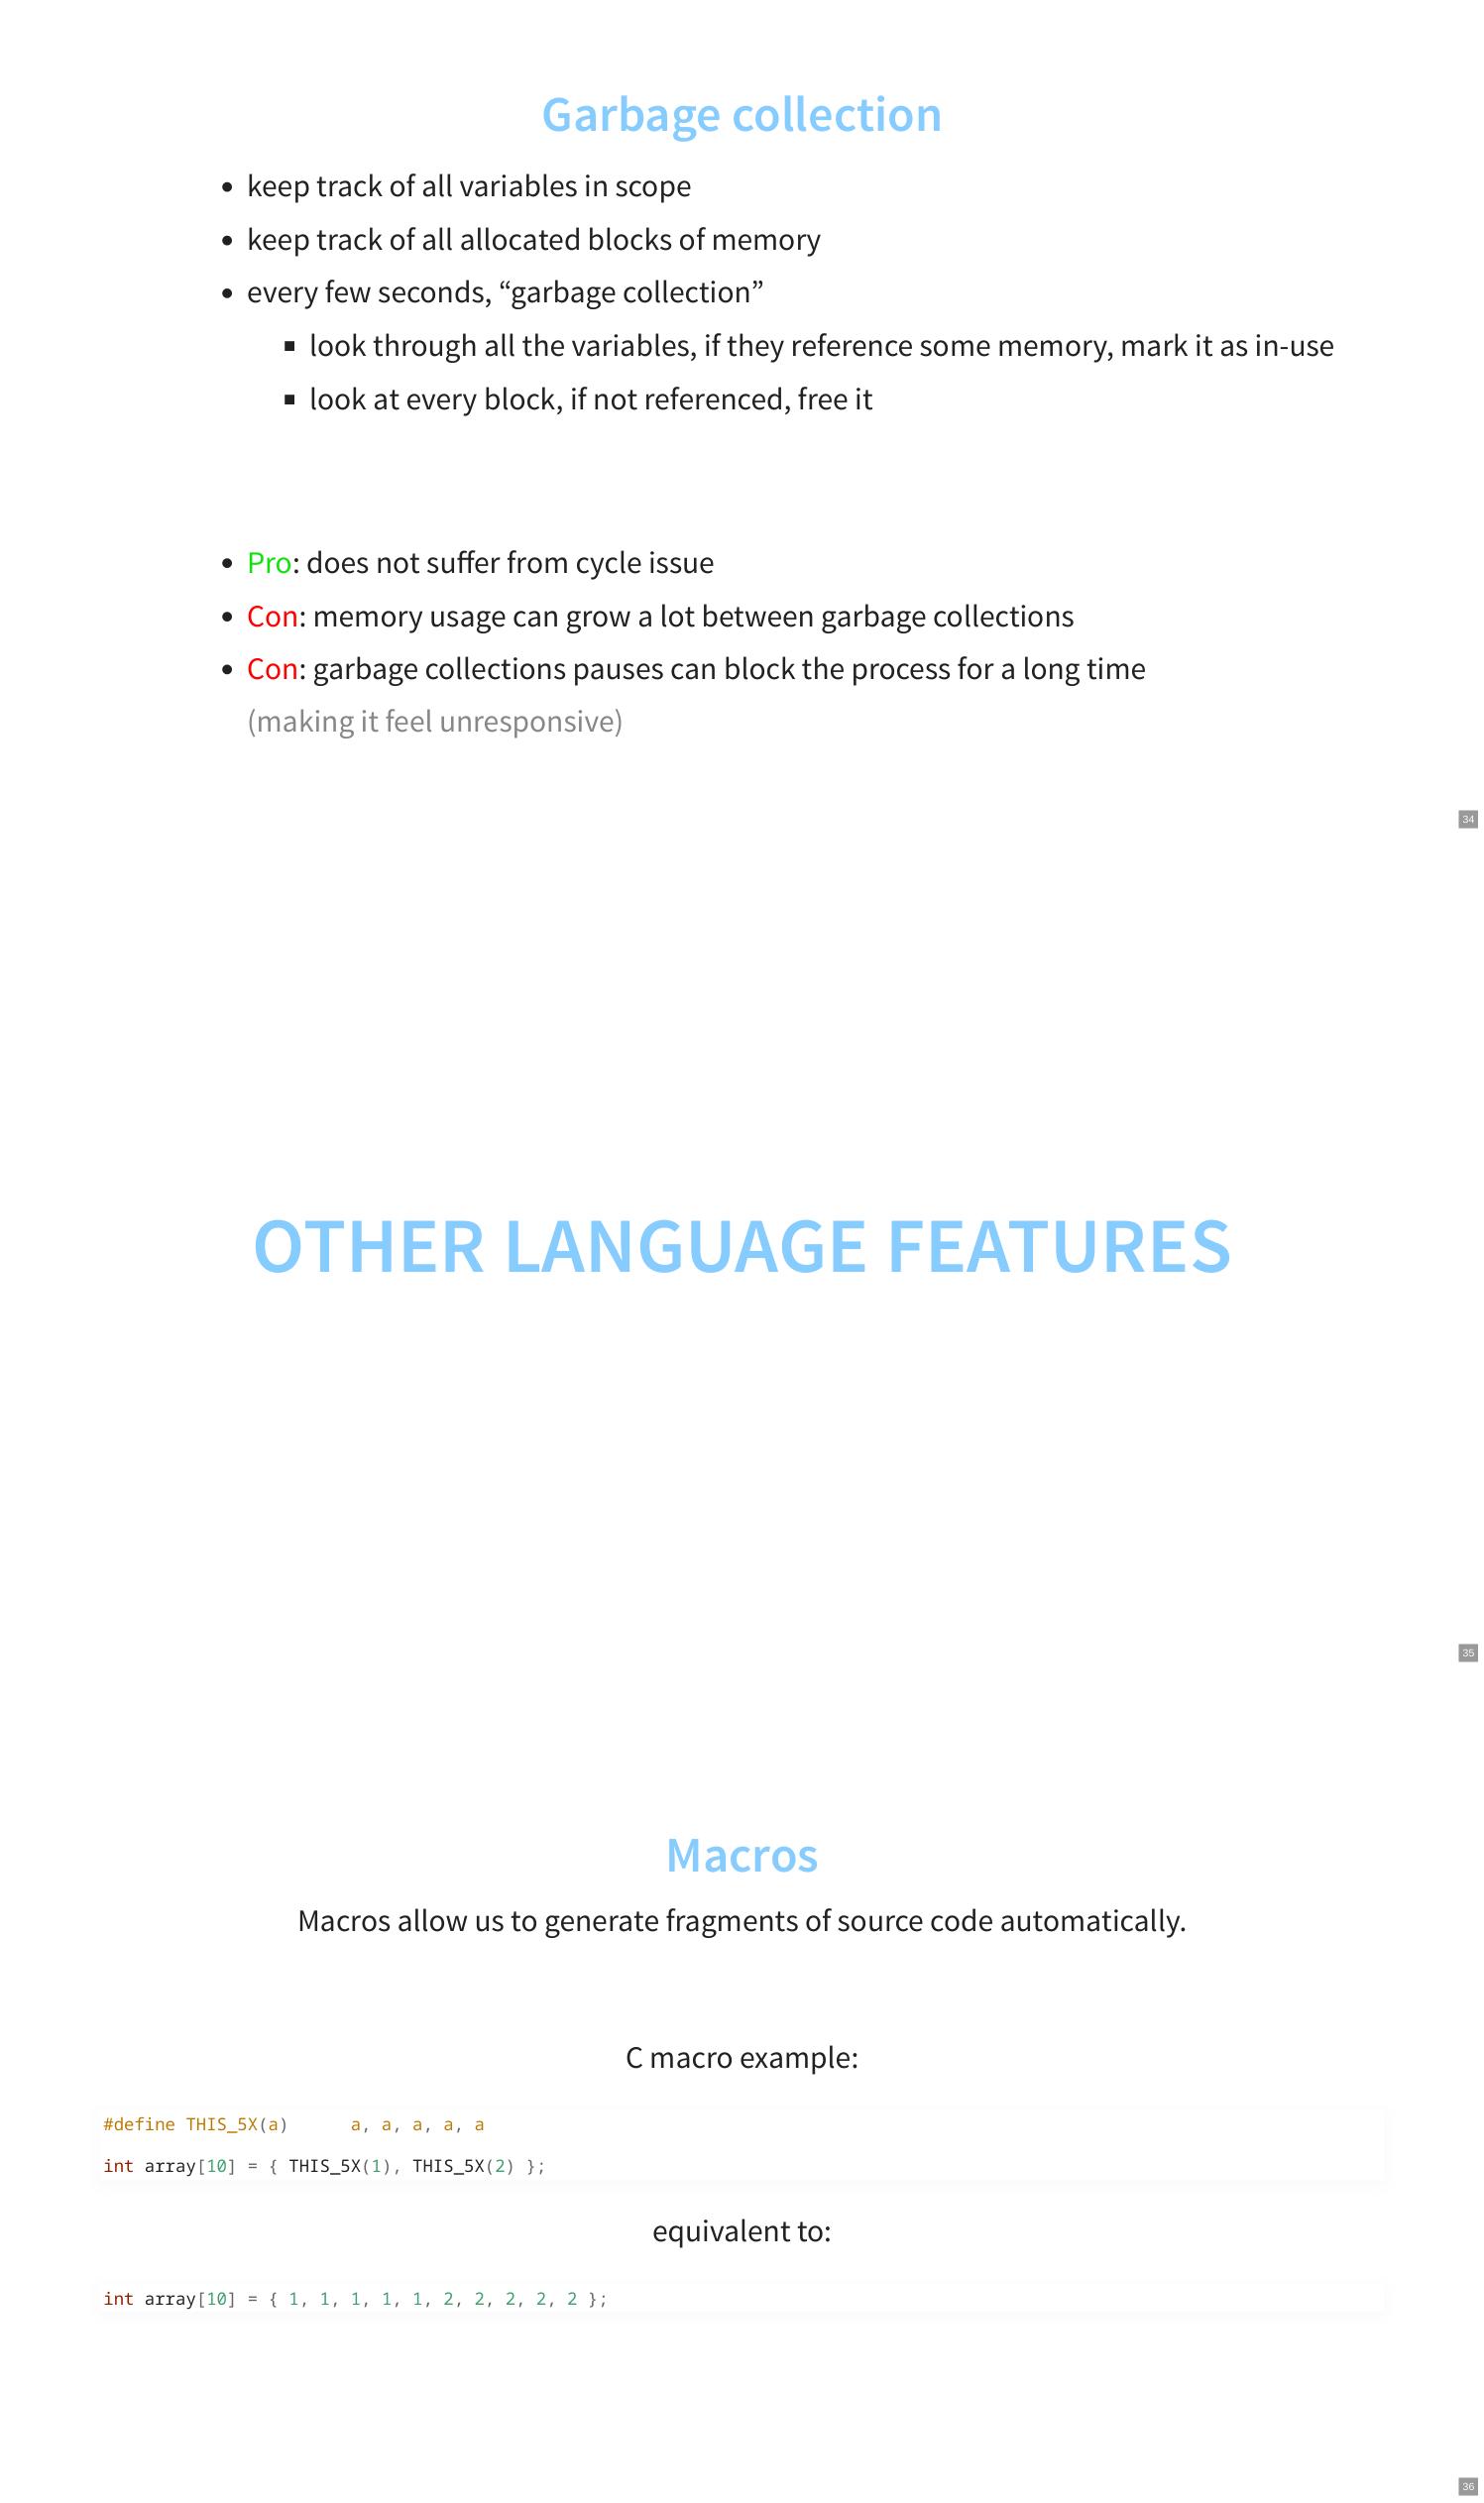 Garbage collection
• keep track of all variables in scope
• keep track of all allocated blocks of memory
• every few seconds, “garbage collection”
▪ look through all the variables, if they reference some memory, mark it as in-use
▪ look at every block, if not referenced, free it
• Pro: does not suffer from cycle issue
• Con: memory usage can grow a lot between garbage collections
• Con: garbage collections pauses can block the process for a long time
(making it feel unresponsive)
34
OTHER LANGUAGE FEATURES
35
Macros
Macros allow us to generate fragments of source code automatically.
C macro example:
#define THIS_5X(a)      a, a, a, a, a
int array[10] = { THIS_5X(1), THIS_5X(2) };
equivalent to:
int array[10] = { 1, 1, 1, 1, 1, 2, 2, 2, 2, 2 };
36